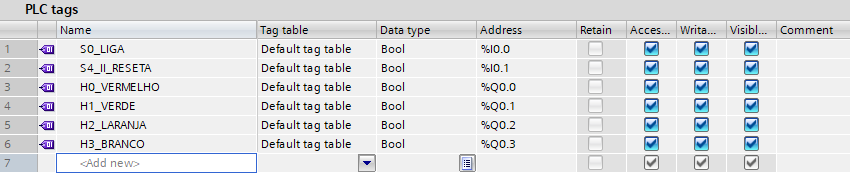 PLC tags
Name Tag table Data type Address Retain Acces... Writa... Visibl... Comment
1 S0_LIGA Default tag table Bool %I0.0
2 S4_II_RESETA Default tag table Bool %I0.1
3 H0_VERMELHO Default tag table Bool %Q0.0
4 H1_VERDE Default tag table Bool %Q0.1
5 H2_LARANJA Default tag table Bool %Q0.2
6 H3_BRANCO Default tag table Bool %Q0.3
7 <Add new>